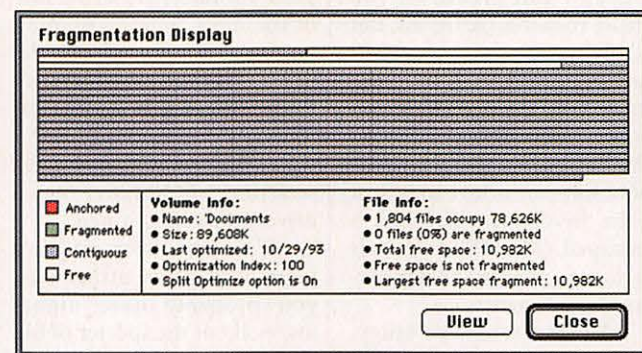 Fragmentation Display
Anchored
Fragmented
Contiguous
Free
Volume Info:
• Name: 'Documents
• Size: 89,608K
• Last optimized: 10/29/93
• Optimization Index: 100
• Split Optimize option is On
File Info:
• 1,804 files occupy 78,626K
• 0 files (0%) are fragmented
• Total free space: 10,982K
• Free space is not fragmented
• Largest free space fragment: 10,982K
View
Close